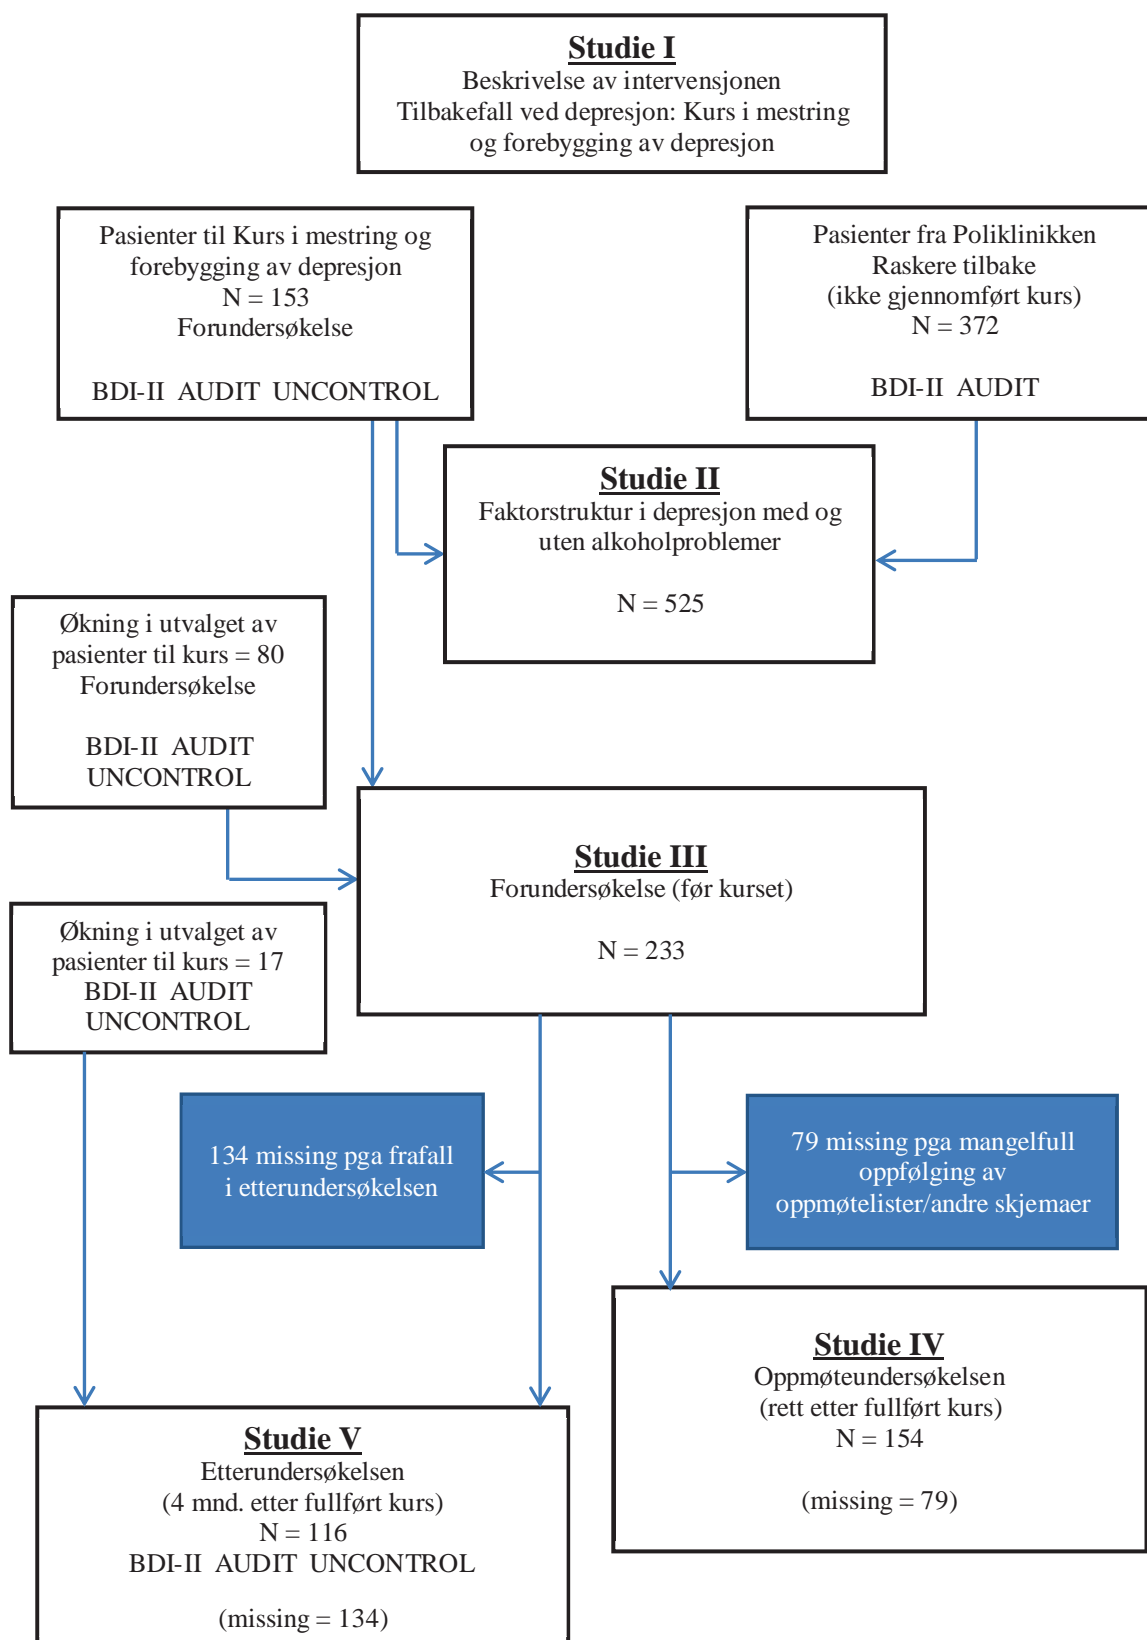 Studie I
Beskrivelse av intervensjonen
Tilbakefall ved depresjon: Kurs i mestring
og forebygging av depresjon
Pasienter til Kurs i mestring og
forebygging av depresjon
N = 153
Forundersøkelse
BDI-II AUDIT UNCONTROL
Pasienter fra Poliklinikken
Raskere tilbake
(ikke gjennomført kurs)
N = 372
BDI-II AUDIT
Studie II
Faktorstruktur i depresjon med og
uten alkoholproblemer
N = 525
Økning i utvalget av
pasienter til kurs = 80
Forundersøkelse
BDI-II AUDIT
UNCONTROL
Studie III
Forundersøkelse (før kurset)
N = 233
Økning i utvalget av
pasienter til kurs = 17
BDI-II AUDIT
UNCONTROL
134 missing pga frafall
i etterundersøkelsen
79 missing pga mangelfull
oppfølging av
oppmøtelister/andre skjemaer
Studie IV
Oppmøteundersøkelsen
(rett etter fullført kurs)
N = 154
(missing = 79)
Studie V
Etterundersøkelsen
(4 mnd. etter fullført kurs)
N = 116
BDI-II AUDIT UNCONTROL
(missing = 134)